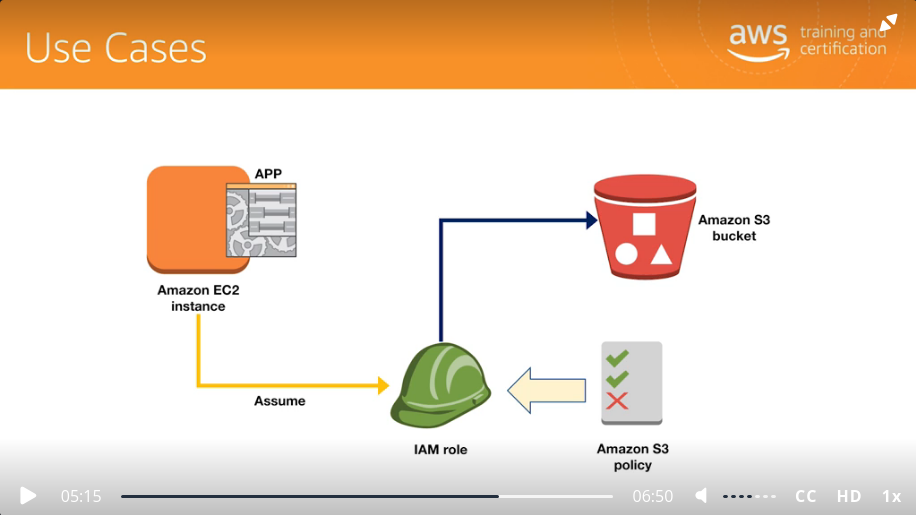 Use Cases
aws
training and
certification
APP
Amazon EC2
instance
Assume
IAM role
Amazon S3
bucket
Amazon S3
policy
05:15
06:50
CC
HD
1x